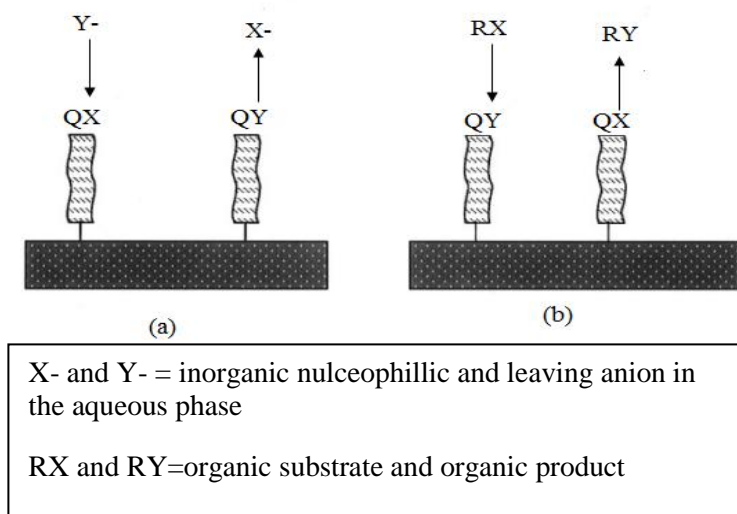 Y- X- RX RY
QX QY QY QX
(a) (b)
X- and Y- = inorganic nulceophillic and leaving anion in
the aqueous phase
RX and RY=organic substrate and organic product